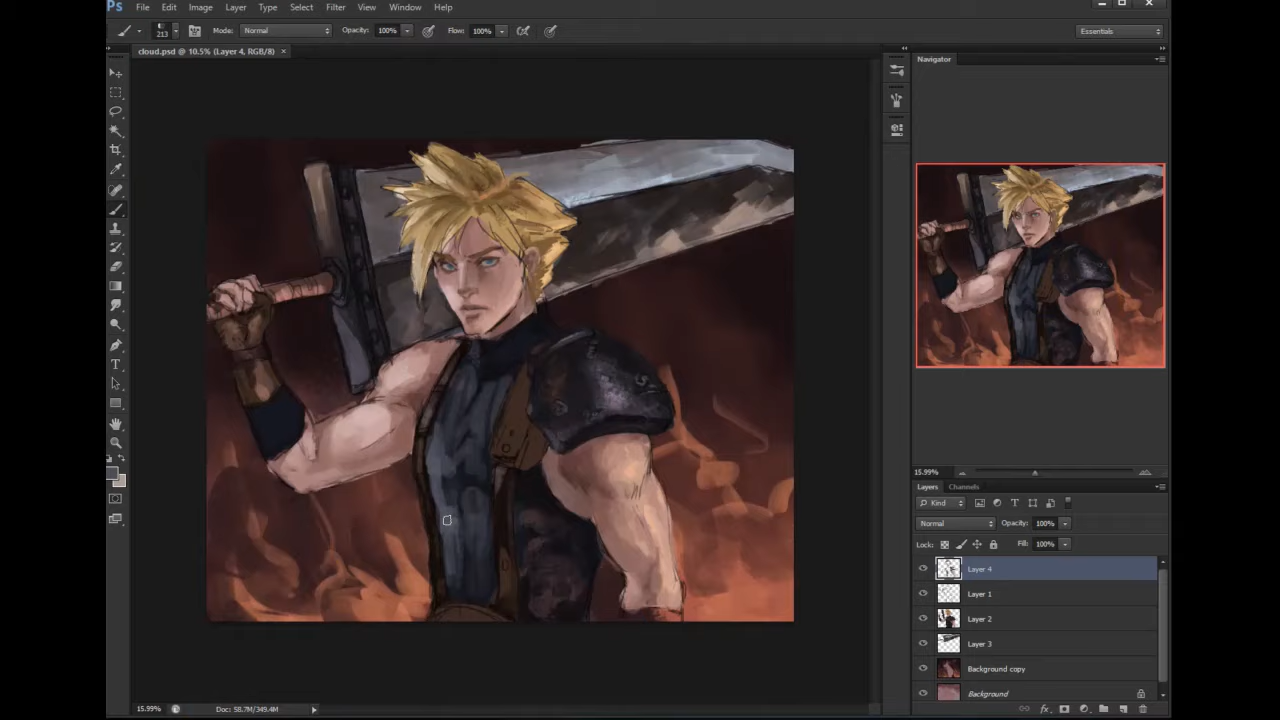 Ps File Edit Image Layer Type Select Filter View Window Help
213 Mode: Normal Opacity: 100% Flow: 100% Essentials
cloud.psd @ 10.5% (Layer 4, RGB/8) ×
Navigator
15.99%
Layers Channels
Kind T
Normal Opacity: 100%
Lock: Fill: 100%
Layer 4
Layer 1
Layer 2
Layer 3
Background copy
Background
fx
15.99% Doc: 58.7M/349.4M